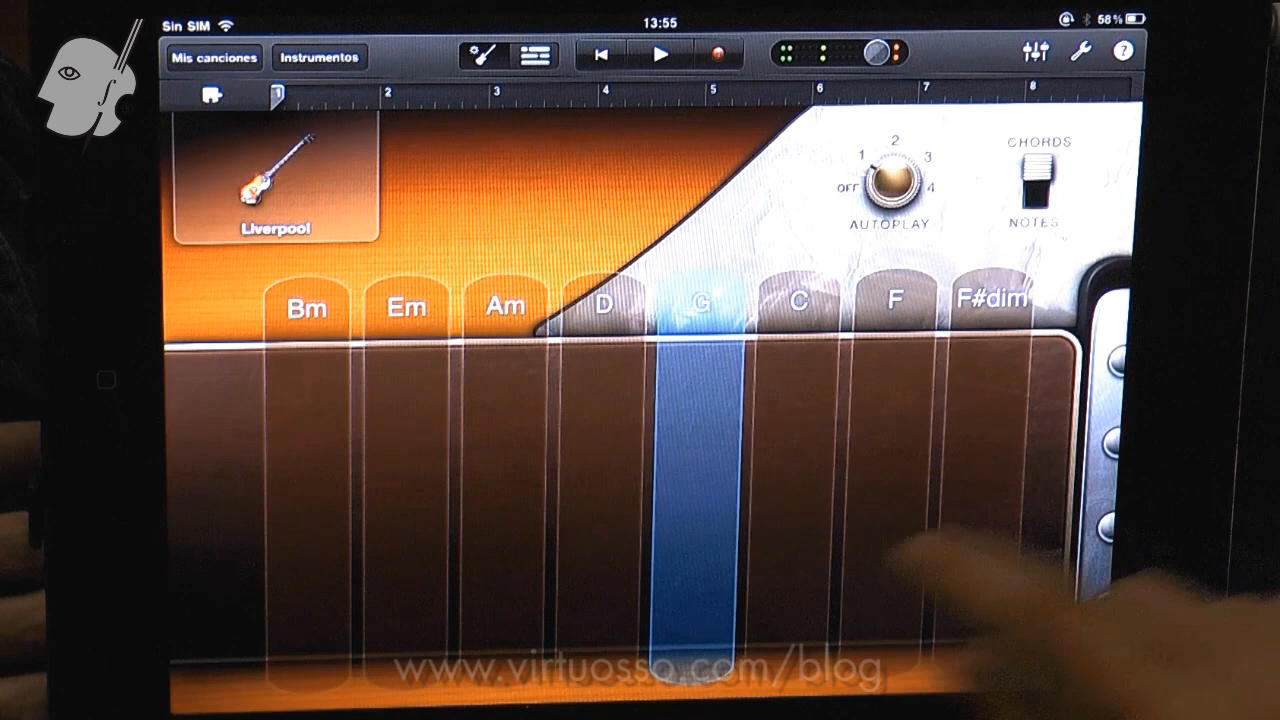 Sin SIM 13:55 58 %
Mis canciones Instrumentos ?
1 2 3 4 5 6 7 8
Liverpool
OFF 1 2 3 4
AUTOPLAY
CHORDS
NOTES
Bm Em Am D G C F F#dim
www.virtuosso.com/blog